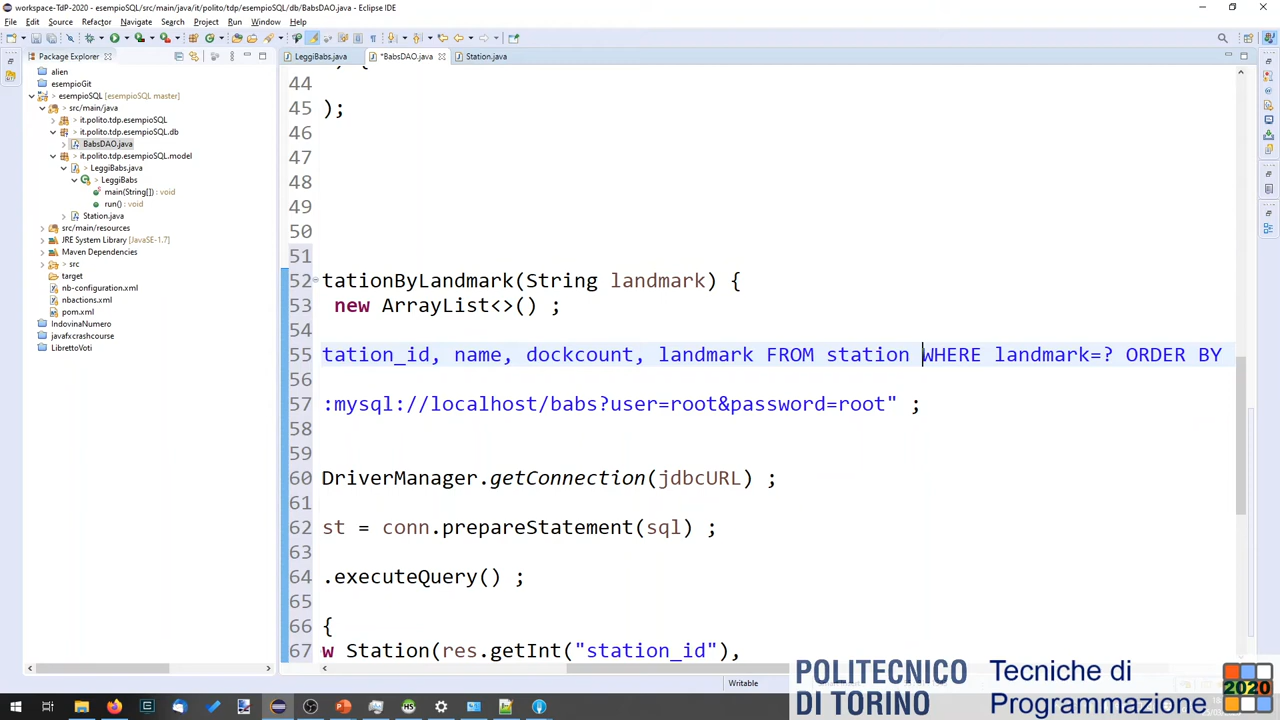 workspace-TdP-2020 - esempioSQL/src/main/java/it/polito/tdp/esempioSQL/db/BabsDAO.java - Eclipse IDE
File Edit Source Refactor Navigate Search Project Run Window Help
Package Explorer
LeggiBabs.java *BabsDAO.java Station.java
alien
esempioGit
esempioSQL [esempioSQL master]
src/main/java
it.polito.tdp.esempioSQL
it.polito.tdp.esempioSQL.db
BabsDAO.java
it.polito.tdp.esempioSQL.model
LeggiBabs.java
LeggiBabs
main(String[]) : void
run() : void
Station.java
src/main/resources
JRE System Library [JavaSE-1.7]
Maven Dependencies
src
target
nb-configuration.xml
nbactions.xml
pom.xml
IndovinaNumero
javafxcrashcourse
LibrettoVoti
44
45 );
46
47
48
49
50
51
52 tationByLandmark(String landmark) {
53 new ArrayList<>() ;
54
55 tation_id, name, dockcount, landmark FROM station WHERE landmark=? ORDER BY
56
57 :mysql://localhost/babs?user=root&password=root" ;
58
59
60 DriverManager.getConnection(jdbcURL) ;
61
62 st = conn.prepareStatement(sql) ;
63
64 .executeQuery() ;
65
66 {
67 w Station(res.getInt("station_id"),
Writable
POLITECNICO DI TORINO
Tecniche di Programmazione
2020